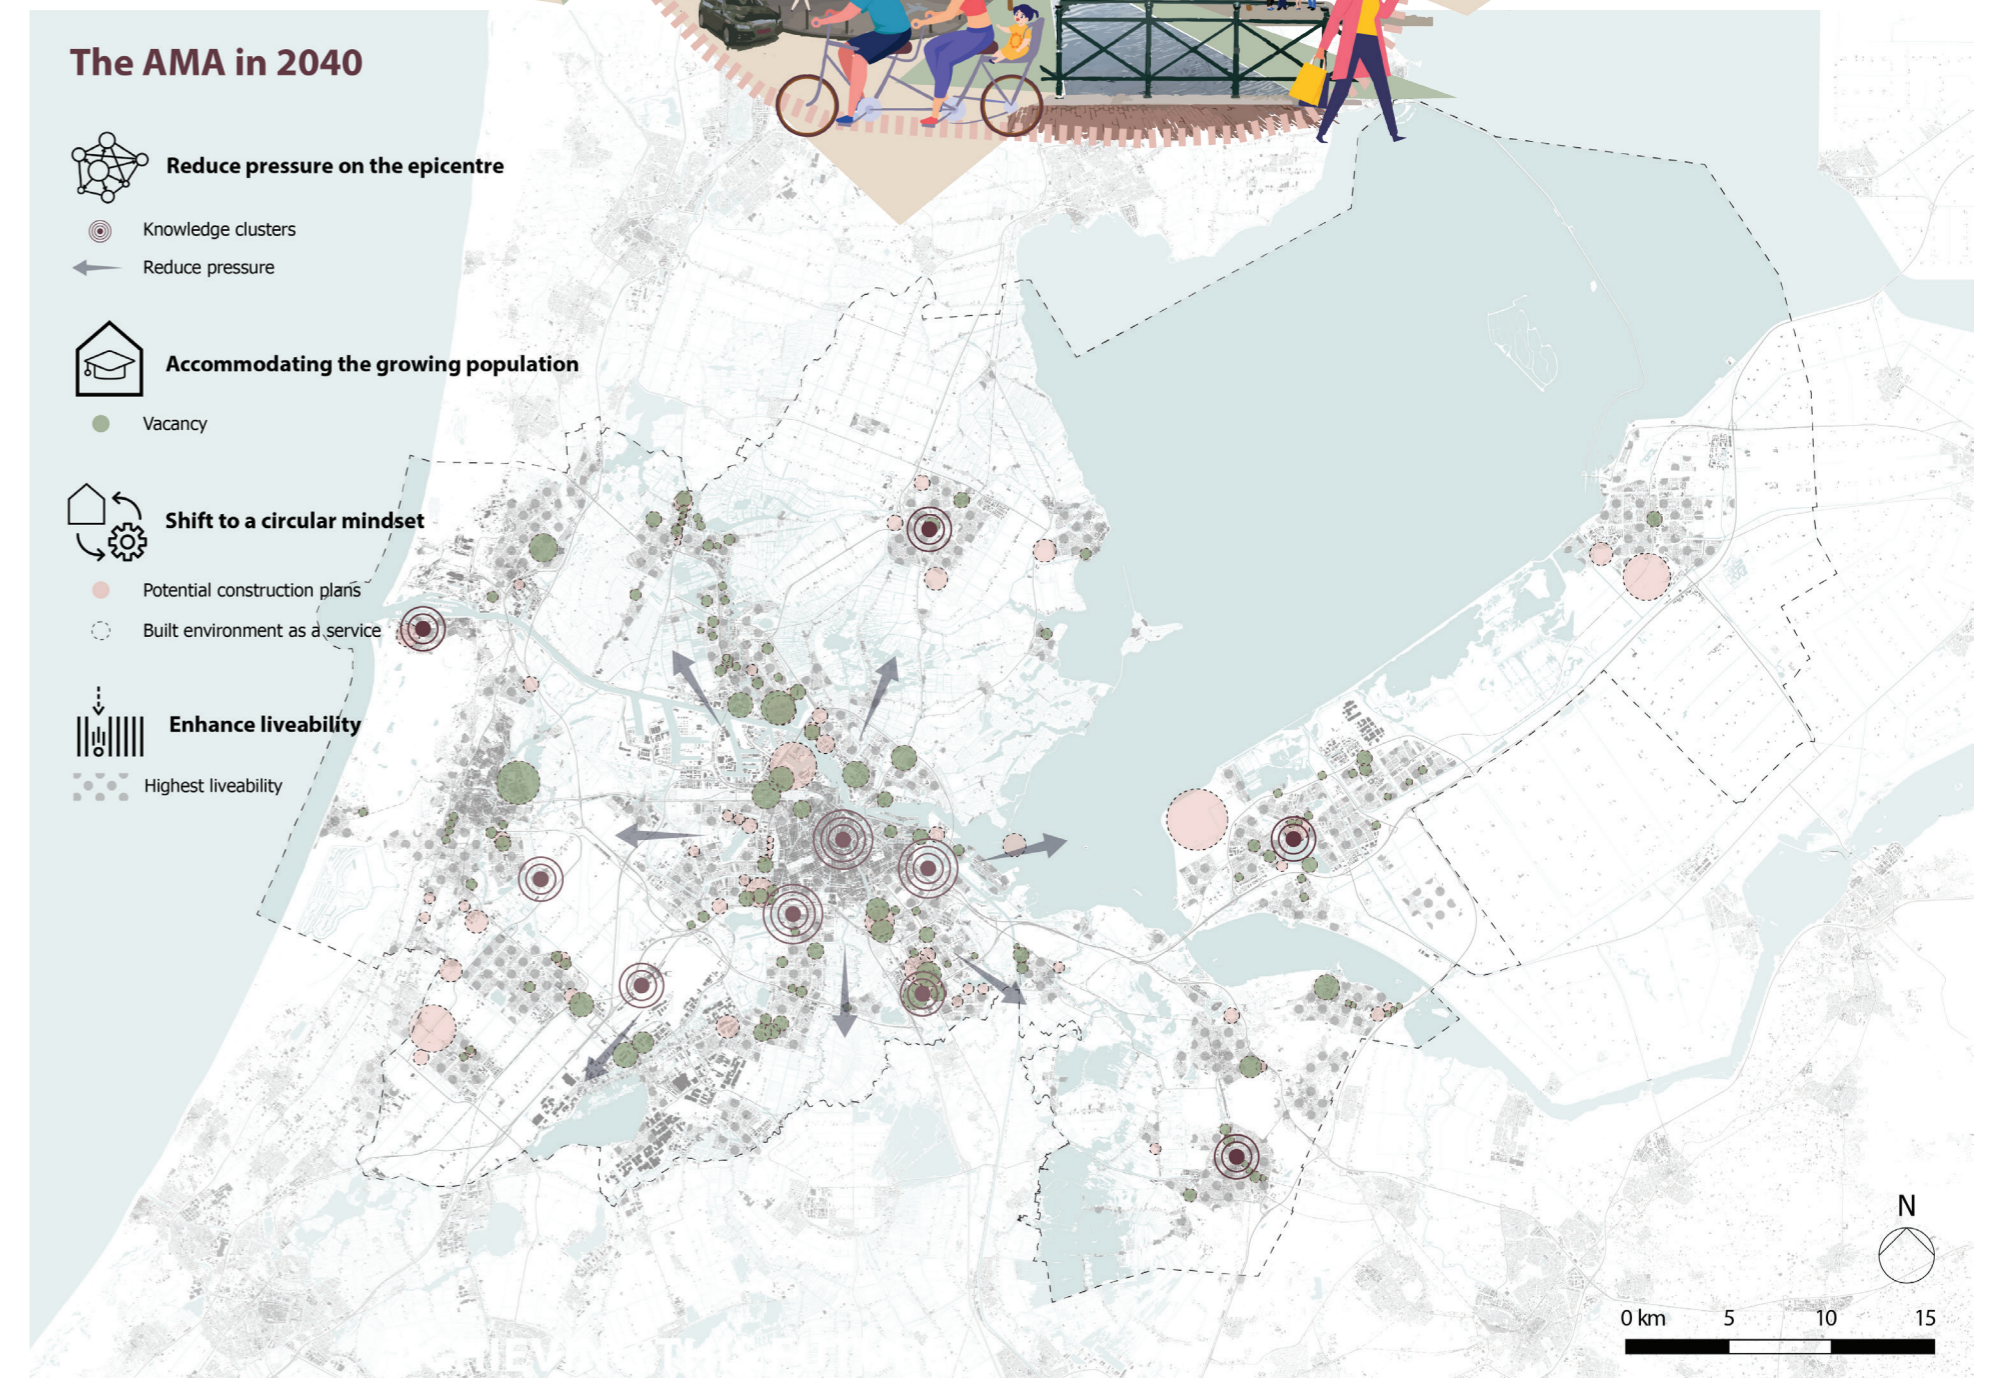 The AMA in 2040
Reduce pressure on the epicentre
Knowledge clusters
Reduce pressure
Accommodating the growing population
Vacancy
Shift to a circular mindset
Potential construction plans
Built environment as a service
Enhance liveability
Highest liveability
N
0 km 5 10 15